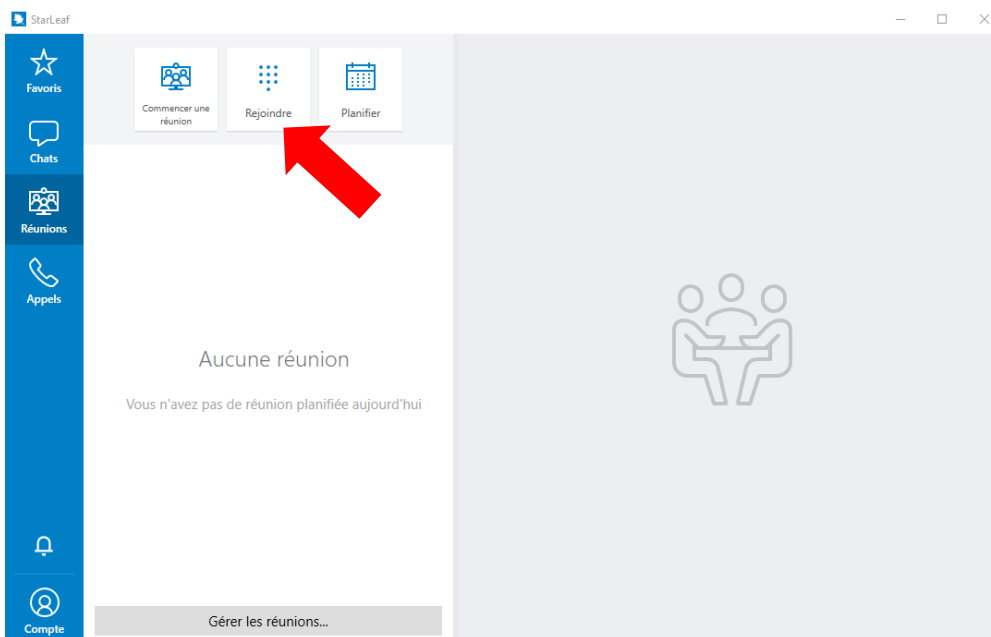 StarLeaf
Favoris
Chats
Réunions
Appels
Compte
Commencer une
réunion
Rejoindre
Planifier
Aucune réunion
Vous n'avez pas de réunion planifiée aujourd'hui
Gérer les réunions...